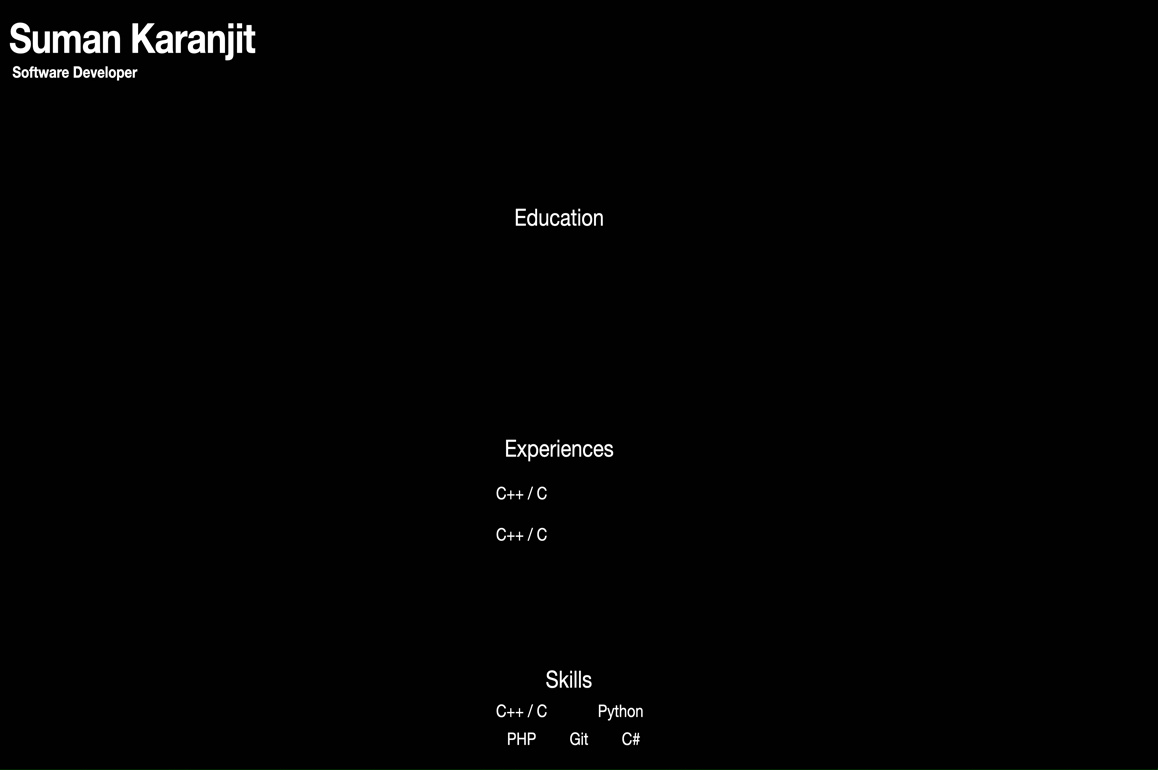 Suman Karanjit
Software Developer
Education
Experiences
C++ / C
C++ / C
Skills
C++ / C Python
PHP Git C#